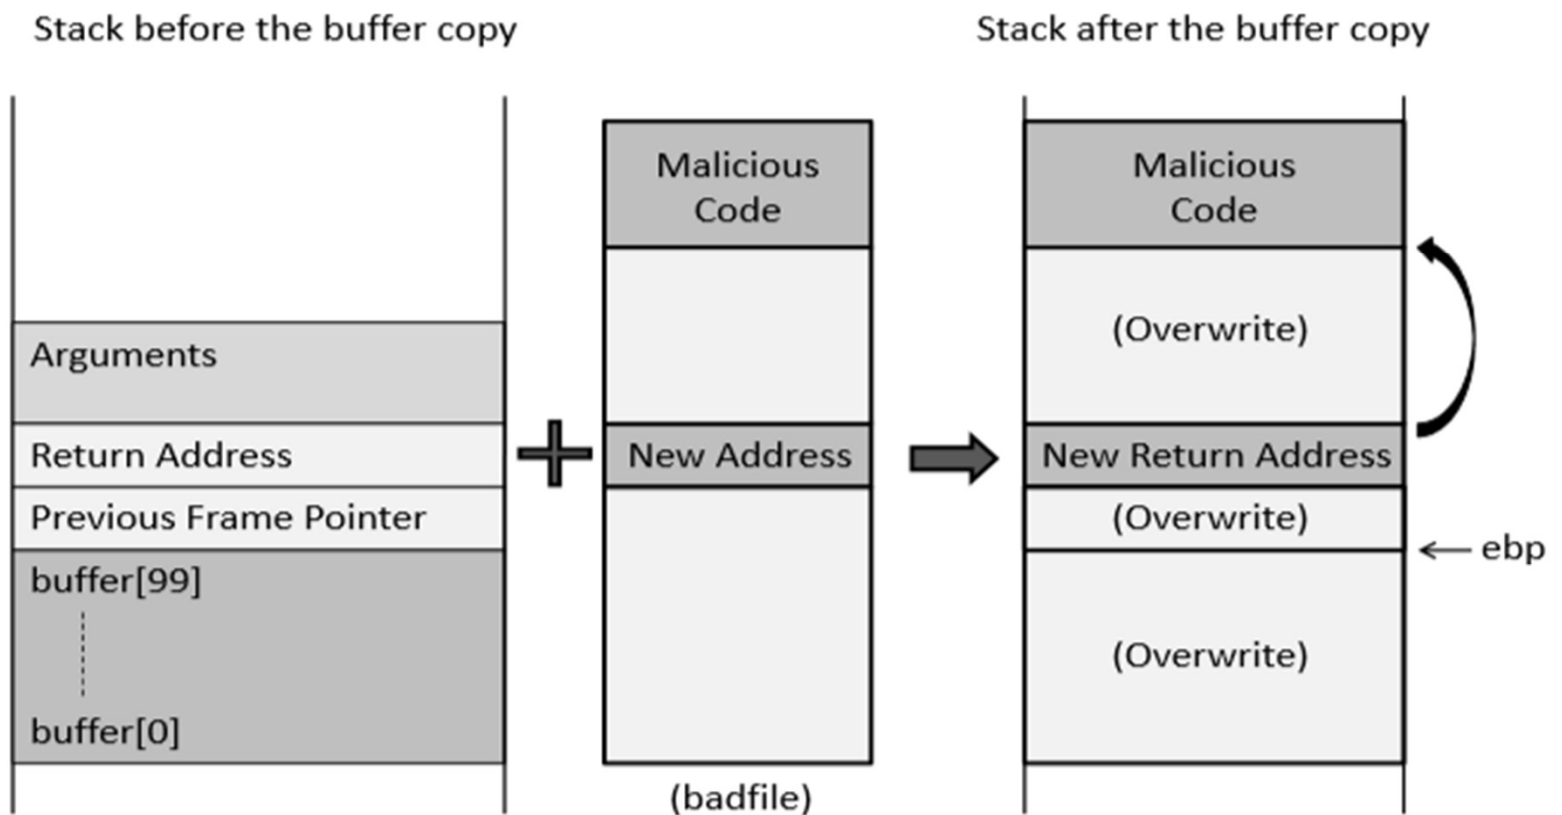 Stack before the buffer copy
Stack after the buffer copy
Arguments
Return Address
Previous Frame Pointer
buffer[99]
buffer[0]
Malicious
Code
New Address
(badfile)
Malicious
Code
(Overwrite)
New Return Address
(Overwrite)
ebp
(Overwrite)